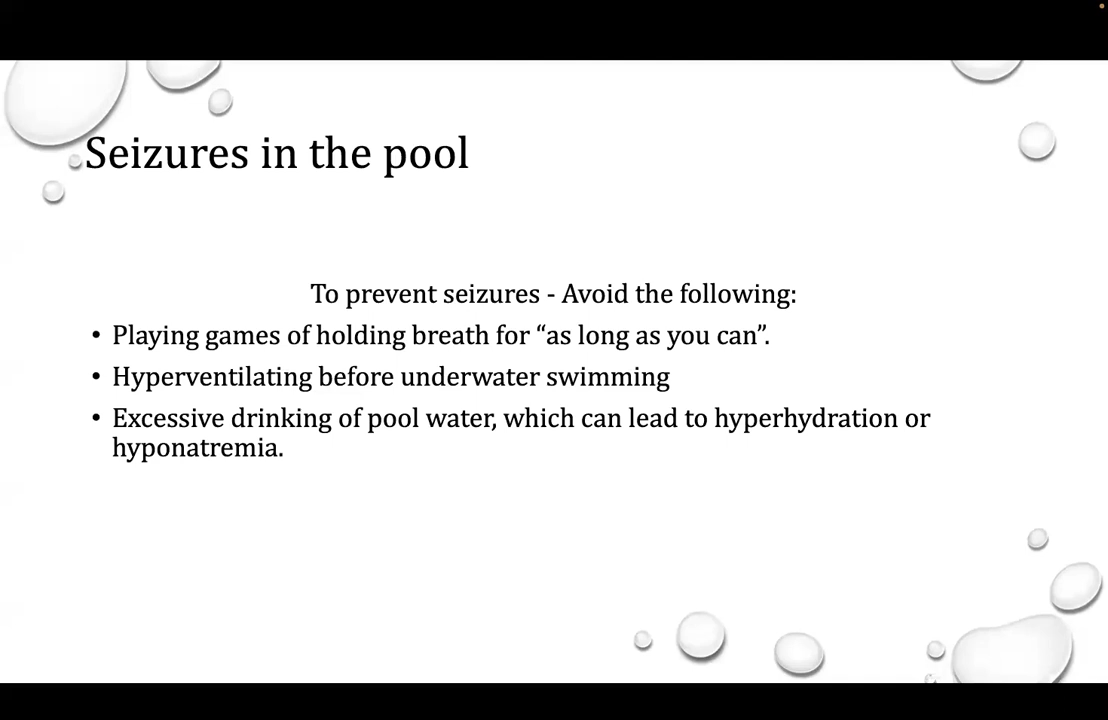 Seizures in the pool
To prevent seizures - Avoid the following:
• Playing games of holding breath for “as long as you can”.
• Hyperventilating before underwater swimming
• Excessive drinking of pool water, which can lead to hyperhydration or
hyponatremia.